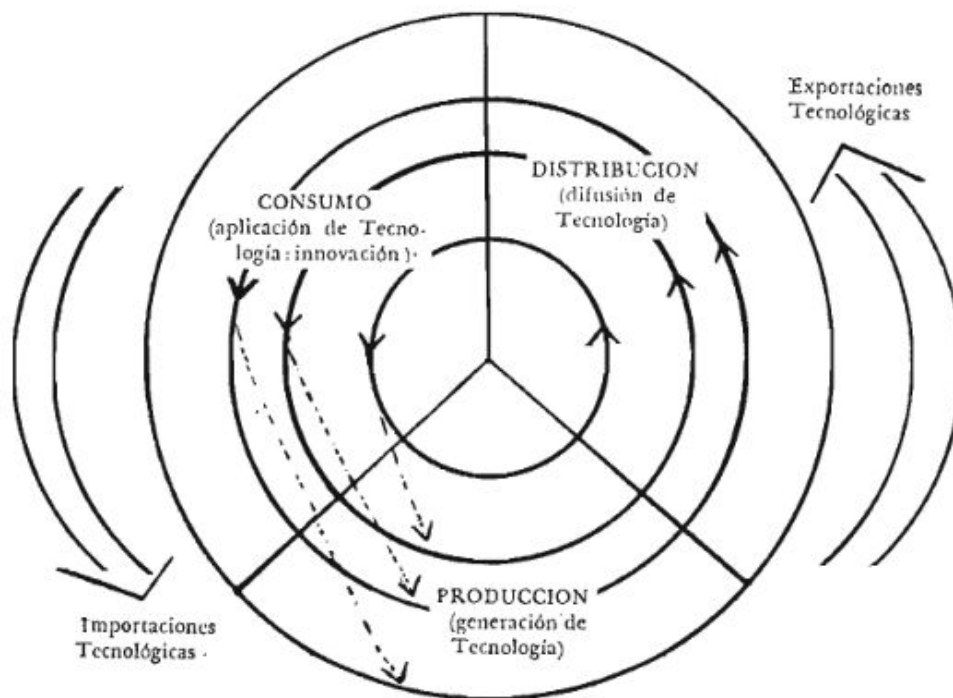 Exportaciones
Tecnológicas
DISTRIBUCION
(difusión de
Tecnología)
CONSUMO
(aplicación de Tecno-
logía: innovación).
PRODUCCION
(generación de
Tecnología)
Importaciones
Tecnológicas.